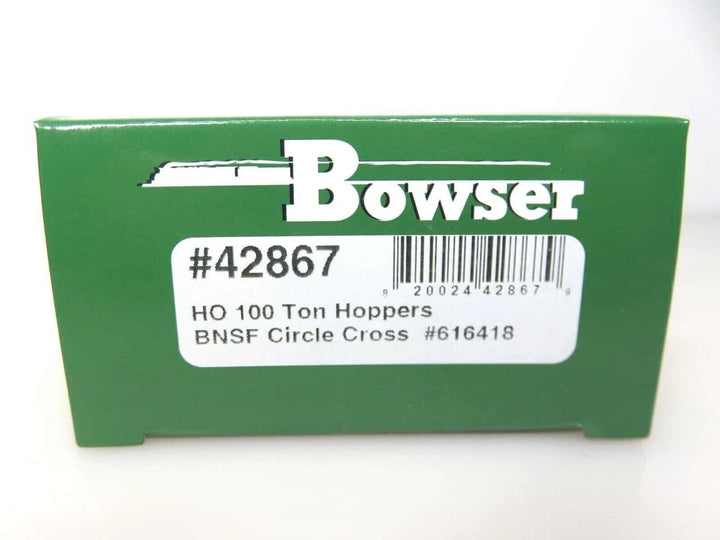 Bowser
#42867
8 20024 42867 9
HO 100 Ton Hoppers
BNSF Circle Cross #616418